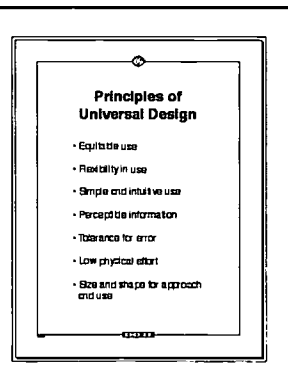 Principles of
Universal Design
• Equitable use
• Flexibility in use
• Simple and intuitive use
• Perceptible information
• Tolerance for error
• Low physical effort
• Size and shape for approach
and use